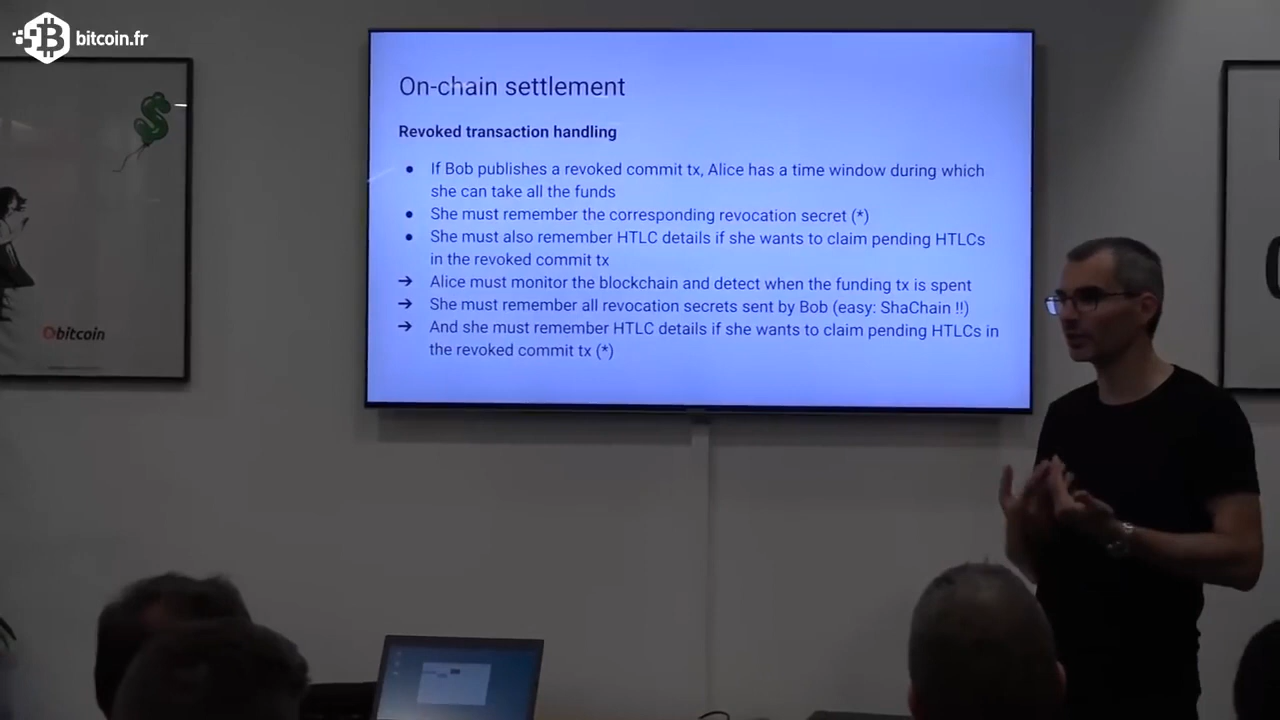 bitcoin.fr
On-chain settlement
Revoked transaction handling
● If Bob publishes a revoked commit tx, Alice has a time window during which
she can take all the funds
● She must remember the corresponding revocation secret (*)
● She must also remember HTLC details if she wants to claim pending HTLCs
in the revoked commit tx
➔ Alice must monitor the blockchain and detect when the funding tx is spent
➔ She must remember all revocation secrets sent by Bob (easy: ShaChain !!)
➔ And she must remember HTLC details if she wants to claim pending HTLCs in
the revoked commit tx (*)
bitcoin